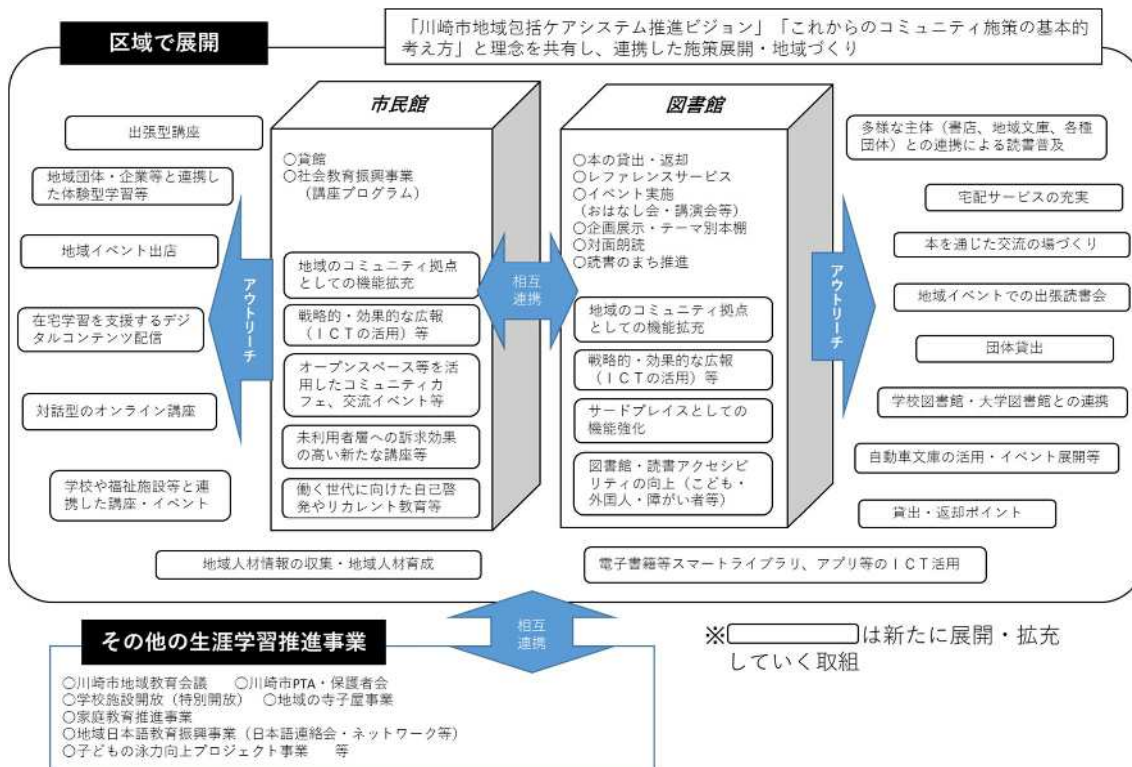 区域で展開
「川崎市地域包括ケアシステム推進ビジョン」「これからのコミュニティ施策の基本的
考え方」と理念を共有し、連携した施策展開・地域づくり
出張型講座
地域団体・企業等と連携し
た体験型学習等
地域イベント出店
在宅学習を支援するデジ
タルコンテンツ配信
対話型のオンライン講座
学校や福祉施設等と連
携した講座・イベント
アウトリーチ
市民館
○貸館
○社会教育振興事業
（講座プログラム）
地域のコミュニティ拠点
としての機能拡充
戦略的・効果的な広報
（ＩＣＴの活用）等
オープンスペース等を活
用したコミュニティカ
フェ、交流イベント等
未利用者層への訴求効果
の高い新たな講座等
働く世代に向けた自己啓
発やリカレント教育等
相互
連携
図書館
○本の貸出・返却
○レファレンスサービス
○イベント実施
（おはなし会・講演会等）
○企画展示・テーマ別本棚
○対面朗読
○読書のまち推進
地域のコミュニティ拠点
としての機能拡充
戦略的・効果的な広報
（ICTの活用）等
サードプレイスとしての
機能強化
図書館・読書アクセシビ
リティの向上（こども・
外国人・障がい者等）
アウトリーチ
多様な主体（書店、地域文庫、各種
団体）との連携による読書普及
宅配サービスの充実
本を通じた交流の場づくり
地域イベントでの出張読書会
団体貸出
学校図書館・大学図書館との連携
自動車文庫の活用・イベント展開等
貸出・返却ポイント
地域人材情報の収集・地域人材育成
電子書籍等スマートライブラリ、アプリ等のＩＣＴ活用
相互
連携
その他の生涯学習推進事業
○川崎市地域教育会議　○川崎市PTA・保護者会
○学校施設開放（特別開放）　○地域の寺子屋事業
○家庭教育推進事業
○地域日本語教育振興事業（日本語連絡会・ネットワーク等）
○子どもの泳力向上プロジェクト事業　等
※は新たに展開・拡充
していく取組